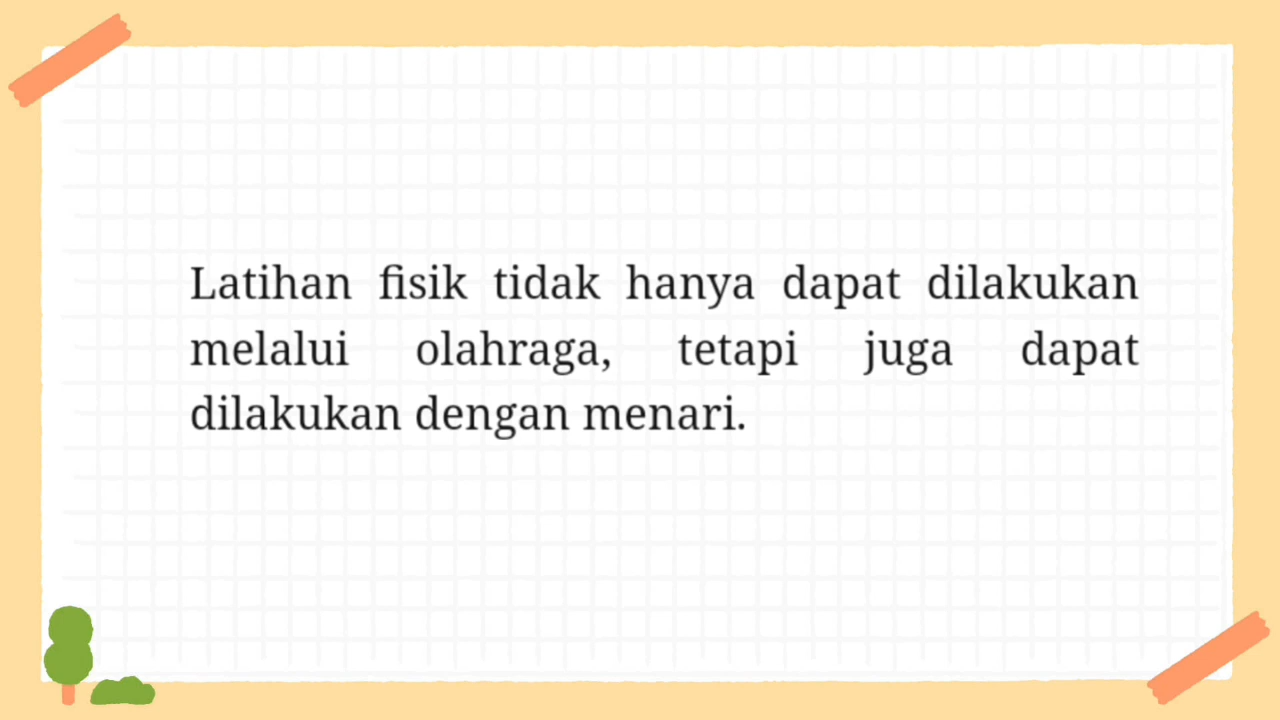 Latihan fisik tidak hanya dapat dilakukan
melalui olahraga, tetapi juga dapat
dilakukan dengan menari.